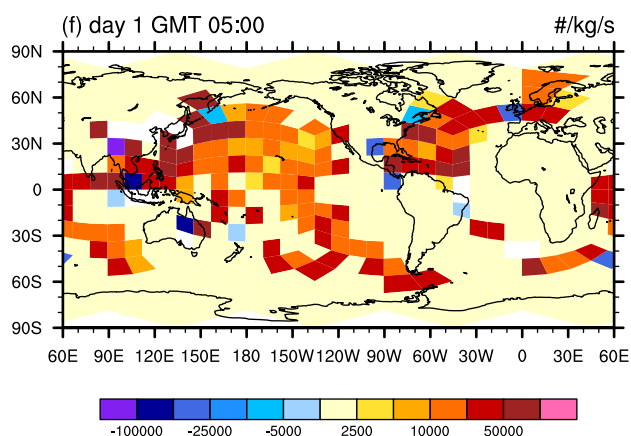 (f) day 1 GMT 05:00 #/kg/s
90N
60N
30N
0
30S
60S
90S
60E 90E 120E 150E 180 150W 120W 90W 60W 30W 0 30E 60E
-100000 -25000 -5000 2500 10000 50000